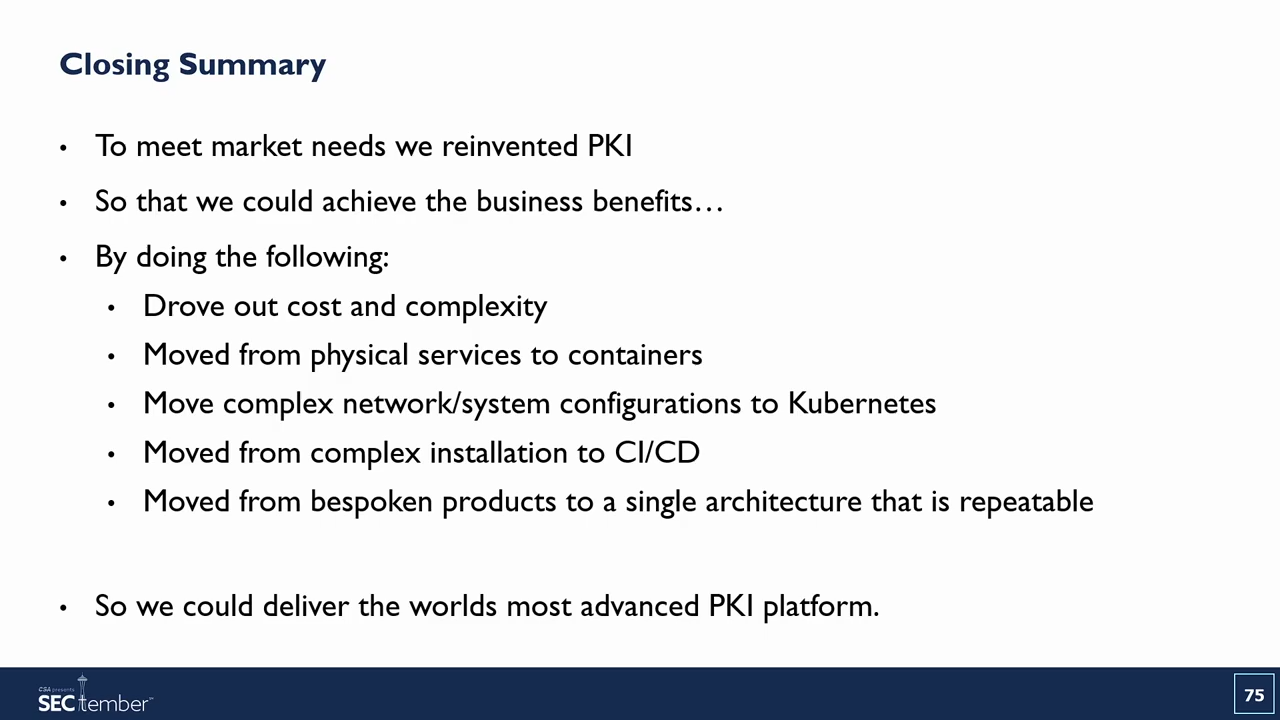 Closing Summary
• To meet market needs we reinvented PKI
• So that we could achieve the business benefits…
• By doing the following:
• Drove out cost and complexity
• Moved from physical services to containers
• Move complex network/system configurations to Kubernetes
• Moved from complex installation to CI/CD
• Moved from bespoken products to a single architecture that is repeatable
• So we could deliver the worlds most advanced PKI platform.
CSA presents
SECtember™
75